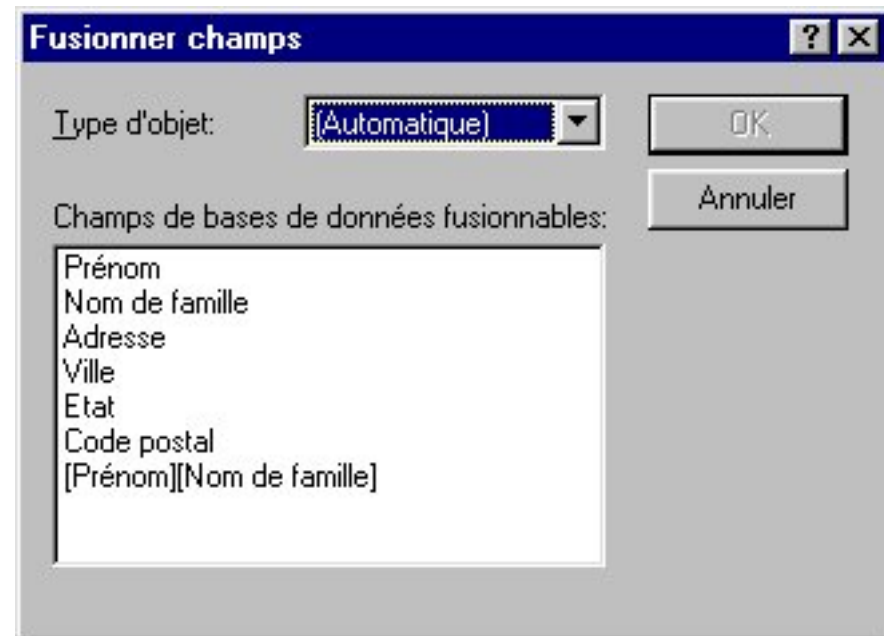 Fusionner champs
Type d'objet:
(Automatique)
OK
Annuler
Champs de bases de données fusionnables:
Prénom
Nom de famille
Adresse
Ville
Etat
Code postal
[Prénom][Nom de famille]